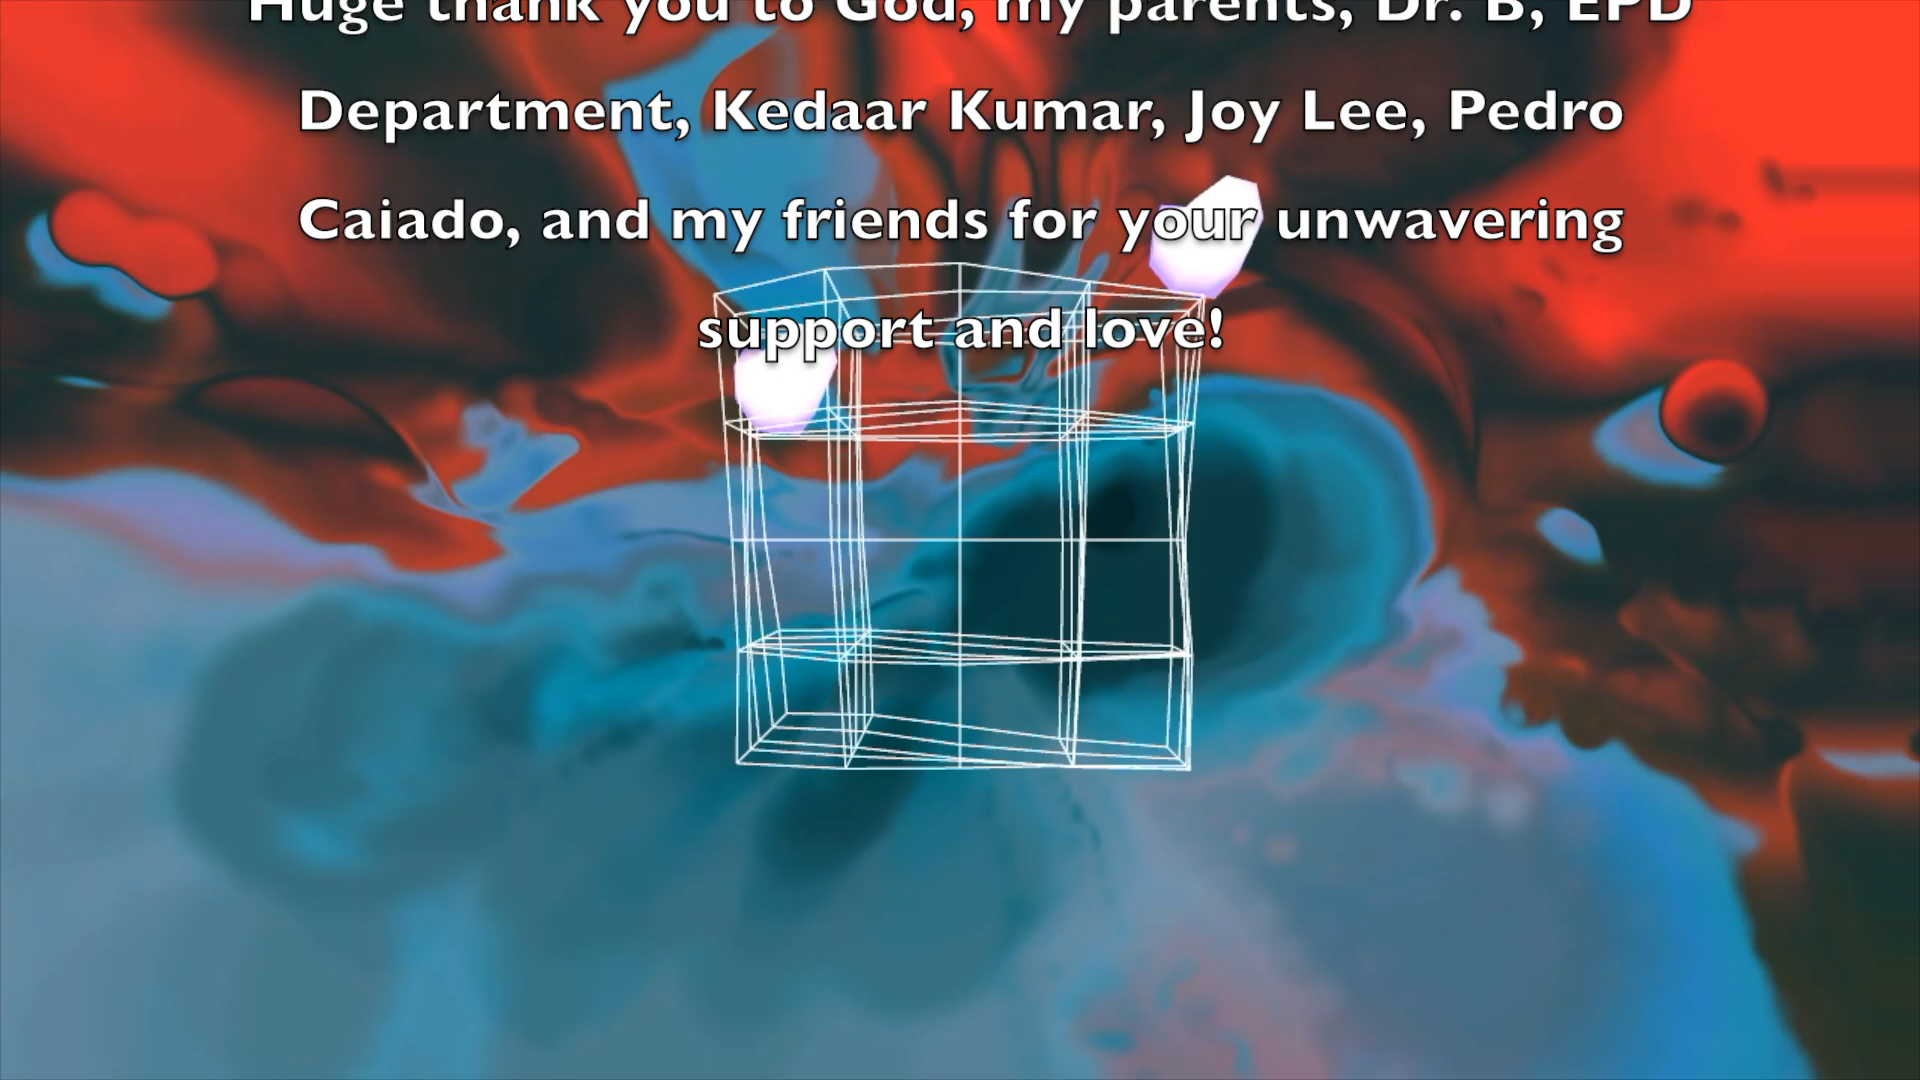 Huge thank you to God, my parents, Dr. B, EPD
Department, Kedaar Kumar, Joy Lee, Pedro
Caiado, and my friends for your unwavering
support and love!